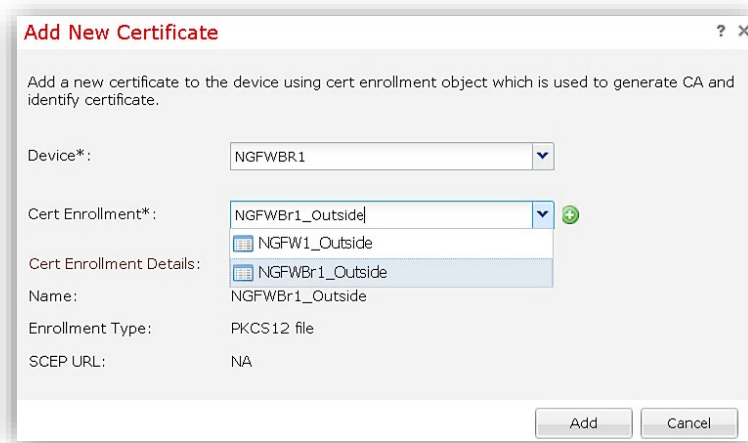 Add New Certificate
?
Add a new certificate to the device using cert enrollment object which is used to generate CA and
identify certificate.
Device*: NGFWBR1
Cert Enrollment*: NGFWBr1_Outside
NGFW1_Outside
Cert Enrollment Details: NGFWBr1_Outside
Name: NGFWBr1_Outside
Enrollment Type: PKCS12 file
SCEP URL: NA
Add Cancel